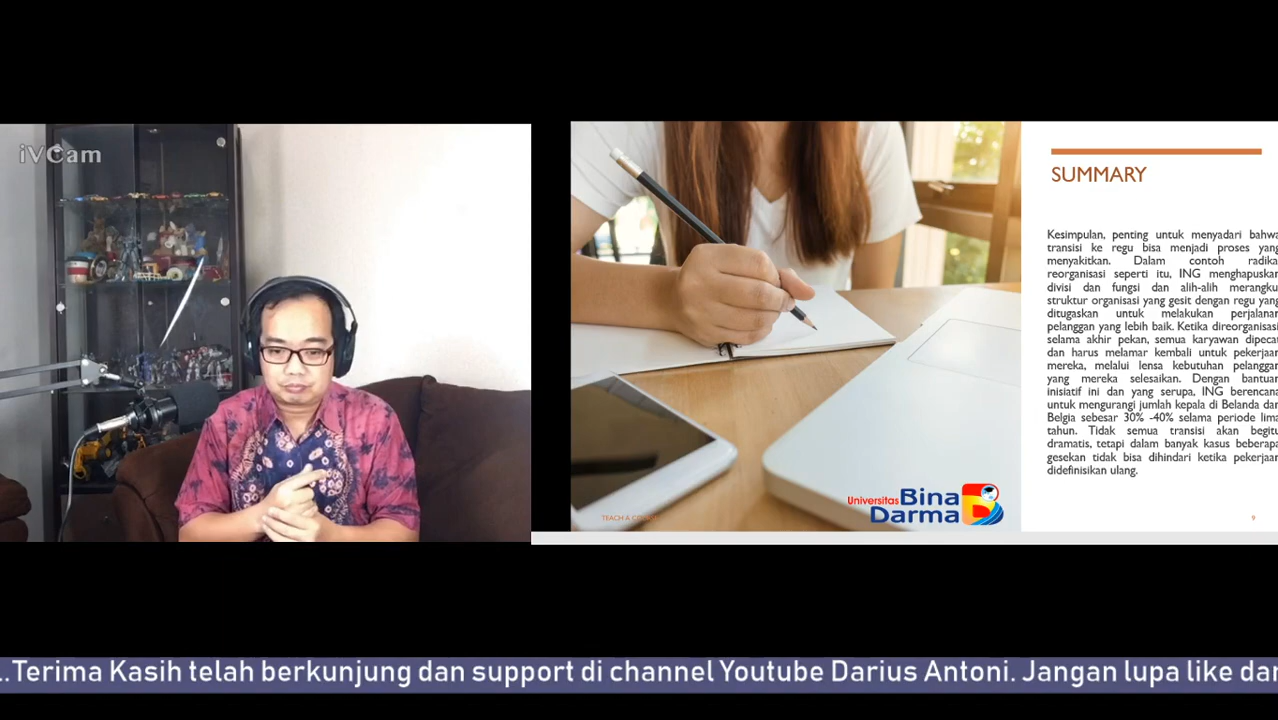 iVCam
SUMMARY
Kesimpulan, penting untuk menyadari bahwa
transisi ke regu bisa menjadi proses yang
menyakitkan. Dalam contoh radika
reorganisasi seperti itu, ING menghapuskan
divisi dan fungsi dan alih-alih merangku
struktur organisasi yang gesit dengan regu yang
ditugaskan untuk melakukan perjalanan
pelanggan yang lebih baik. Ketika direorganisasi
selama akhir pekan, semua karyawan dipeca
dan harus melamar kembali untuk pekerjaan
mereka, melalui lensa kebutuhan pelanggan
yang mereka selesaikan. Dengan bantuan
inisiatif ini dan yang serupa, ING berencana
untuk mengurangi jumlah kepala di Belanda dan
Belgia sebesar 30% -40% selama periode lima
tahun. Tidak semua transisi akan begitu
dramatis, tetapi dalam banyak kasus beberapa
gesekan tidak bisa dihindari ketika pekerjaan
didefinisikan ulang.
Universitas Bina
Darma
TEACH A
9
..Terima Kasih telah berkunjung dan support di channel Youtube Darius Antoni. Jangan lupa like dan